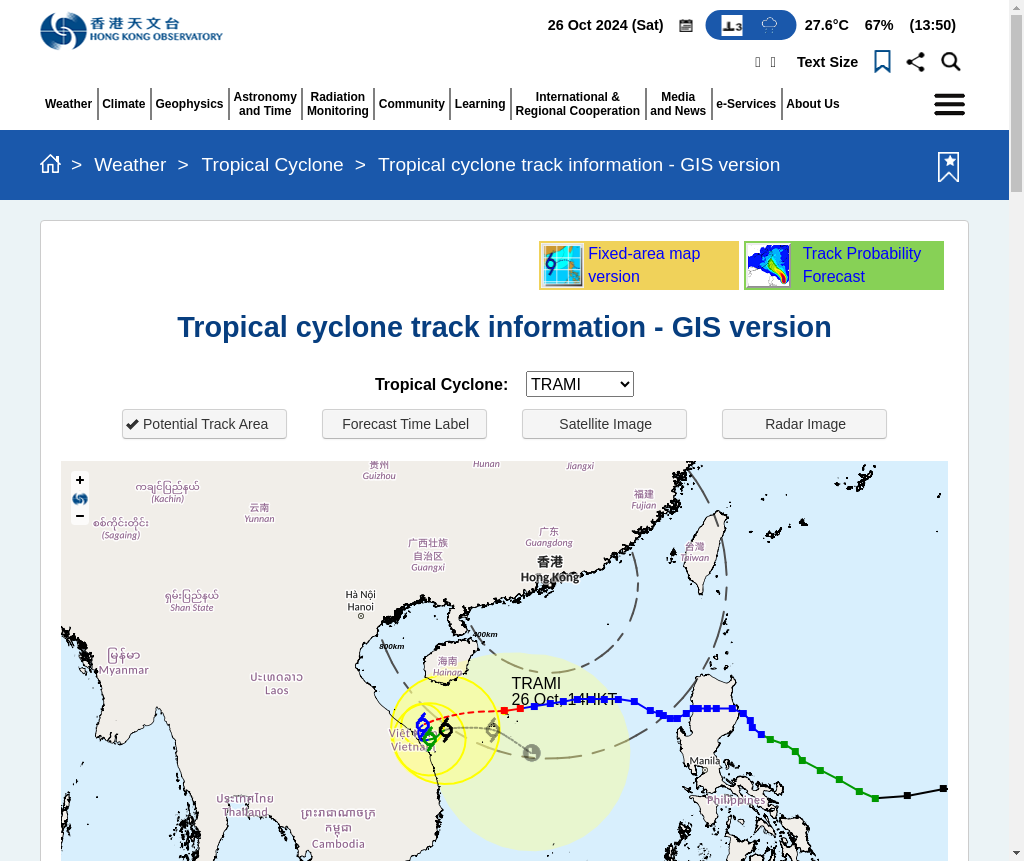 香港天文台
HONG KONG OBSERVATORY
26 Oct 2024 (Sat)
3
27.6°C 67% (13:50)
Text Size
Weather
Climate
Geophysics
Astronomy
and Time
Radiation
Monitoring
Community
Learning
International &
Regional Cooperation
Media
and News
e-Services
About Us
> Weather > Tropical Cyclone > Tropical cyclone track information - GIS version
Fixed-area map
version
Track Probability
Forecast
Tropical cyclone track information - GIS version
Tropical Cyclone: TRAMI
Potential Track Area
Forecast Time Label
Satellite Image
Radar Image
+
−
贵州
Guizhou
Hunan
Jiangxi
ကချင်ပြည်နယ်
(Kachin)
စစ်ကိုင်းတိုင်း
(Sagaing)
云南
Yunnan
福建
Fujian
广西壮族
自治区
Guangxi
广东
Guangdong
台灣
Taiwan
香港
Hong Kong
ရှမ်းပြည်နယ်
Shan State
Hà Nội
Hanoi
400km
800km
မြန်မာ
Myanmar
海南
Hainan
ປະເທດລາວ
Laos
TRAMI
26 Oct, 14HKT
Việt
Vietnam
Manila
ประเทศไทย
Thailand
Philippines
ព្រះរាជាណាចក្រ
កម្ពុជា
Cambodia